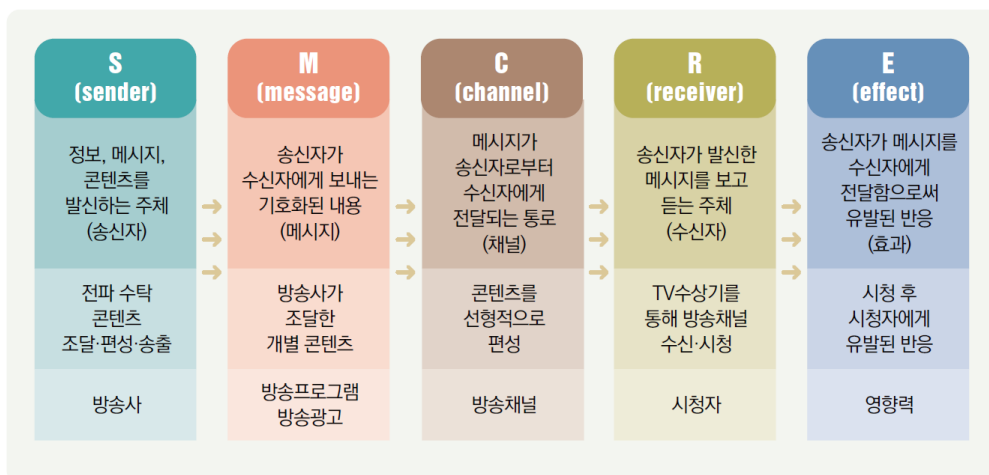 S
(sender)
정보, 메시지,
콘텐츠를
발신하는 주체
(송신자)
전파 수탁
콘텐츠
조달·편성·송출
방송사
M
(message)
송신자가
수신자에게 보내는
기호화된 내용
(메시지)
방송사가
조달한
개별 콘텐츠
방송프로그램
방송광고
C
(channel)
메시지가
송신자로부터
수신자에게
전달되는 통로
(채널)
콘텐츠를
선형적으로
편성
방송채널
R
(receiver)
송신자가 발신한
메시지를 보고
듣는 주체
(수신자)
TV수상기를
통해 방송채널
수신·시청
시청자
E
(effect)
송신자가 메시지를
수신자에게
전달함으로써
유발된 반응
(효과)
시청 후
시청자에게
유발된 반응
영향력